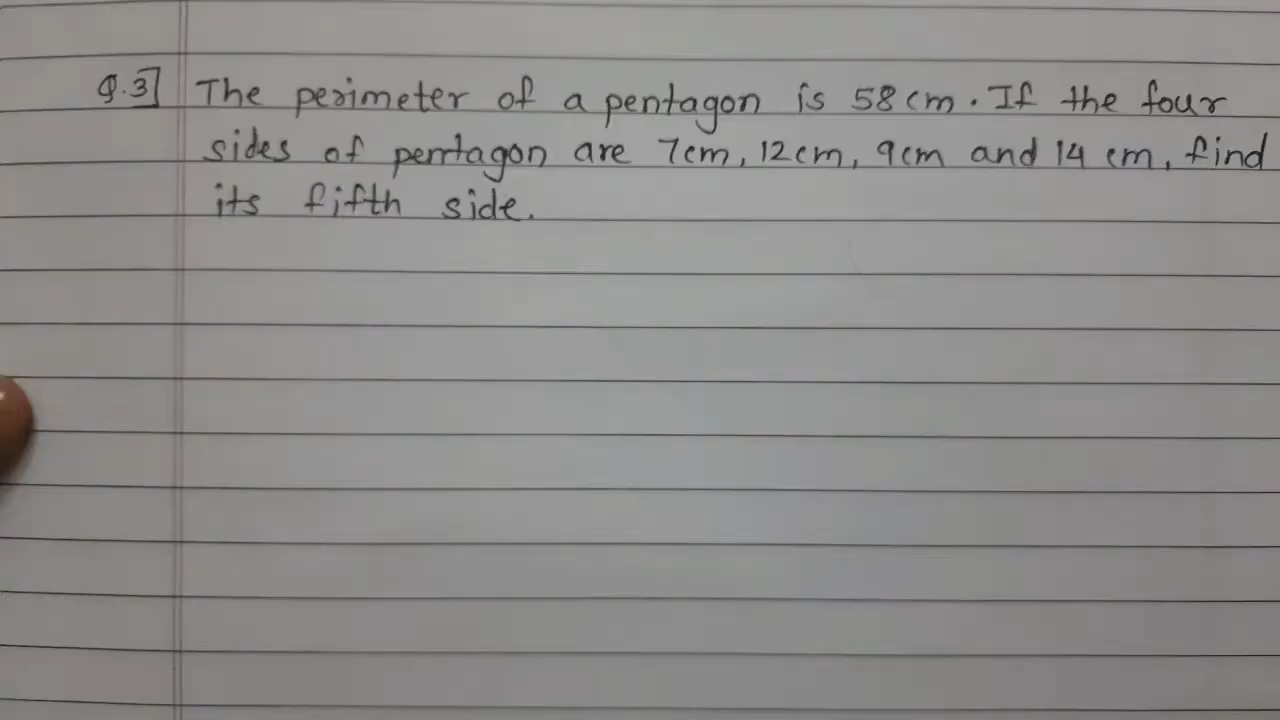 Q.3] The perimeter of a pentagon is 58cm. If the four
sides of pentagon are 7cm, 12cm, 9cm and 14 cm, find
its fifth side.